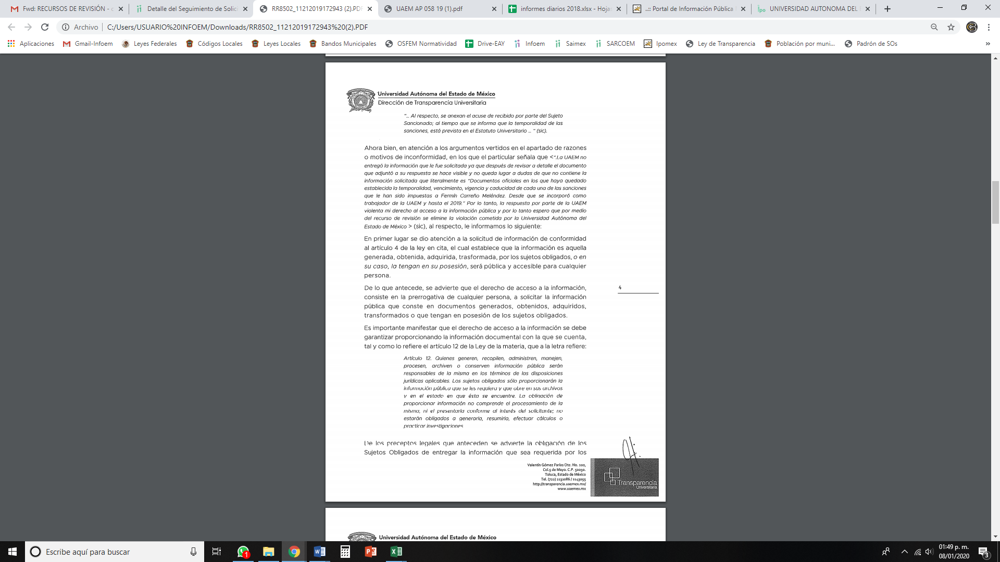 Fwd: RECURSOS DE REVISIÓN - c
Detalle del Seguimiento de Solici
RR8502_11212019172943 (2).PDF
UAEM AP 058 19 (1).pdf
informes diarios 2018.xlsx - Hoja
..:: Portal de Información Pública
UNIVERSIDAD AUTONOMA DEL
Archivo
C:/Users/USUARIO%20INFOEM/Downloads/RR8502_11212019172943%20(2).PDF
Aplicaciones
Gmail-Infoem
Leyes Federales
Códigos Locales
Leyes Locales
Bandos Municipales
OSFEM Normatividad
Drive-EAY
Infoem
Saimex
SARCOEM
Ipomex
Ley de Transparencia
Población por muni...
Padrón de SOs
»
Universidad Autónoma del Estado de México
Dirección de Transparencia Universitaria
“... Al respecto, se anexan el acuse de recibido por parte del Sujeto
Sancionado; al tiempo que se informa que la temporalidad de las
sanciones, está prevista en el Estatuto Universitario ... ” (sic).
Ahora bien, en atención a los argumentos vertidos en el apartado de razones
o motivos de inconformidad, en los que el particular señala que <“.La UAEM no
entregó la información que le fue solicitada ya que después de revisar a detalle el documento
que adjuntó a su respuesta se hace visible y no queda lugar a dudas de que no contiene la
información solicitada que literalmente es “Documentos oficiales en los que haya quedado
establecida la temporalidad, vencimiento, vigencia y caducidad de cada una de las sanciones
que le han sido impuestas a Fermín Carreño Meléndez. Desde que se incorporó como
trabajador de la UAEM y hasta el 2019.” Por lo tanto, la respuesta por parte de la UAEM
violenta mi derecho al acceso a la información pública y por lo tanto espero que por medio
del recurso de revisión se elimine la violación cometida por la Universidad Autónoma del
Estado de México > (sic), al respecto, le informamos lo siguiente:
En primer lugar se dio atención a la solicitud de información de conformidad
al artículo 4 de la ley en cita, el cual establece que la información es aquella
generada, obtenida, adquirida, trasformada, por los sujetos obligados, o en
su caso, la tengan en su posesión, será pública y accesible para cualquier
persona.
De lo que antecede, se advierte que el derecho de acceso a la información,
consiste en la prerrogativa de cualquier persona, a solicitar la información
pública que conste en documentos generados, obtenidos, adquiridos,
transformados o que tengan en posesión de los sujetos obligados.
4
Es importante manifestar que el derecho de acceso a la información se debe
garantizar proporcionando la información documental con la que se cuenta,
tal y como lo refiere el artículo 12 de la Ley de la materia, que a la letra refiere:
Artículo 12. Quienes generen, recopilen, administren, manejen,
procesen, archiven o conserven información pública serán
responsables de la misma en los términos de las disposiciones
jurídicas aplicables. Los sujetos obligados sólo proporcionarán la
información pública que se les requiera y que obre en sus archivos
y en el estado en que ésta se encuentre. La obligación de
proporcionar información no comprende el procesamiento de la
misma, ni el presentarla conforme al interés del solicitante; no
estarán obligados a generarla, resumirla, efectuar cálculos o
practicar investigaciones
De los preceptos legales que anteceden se advierte la obligación de los
Sujetos Obligados de entregar la información que sea requerida por los
Valentín Gómez Farías Ote. No. 200,
Col.5 de Mayo. C.P. 50090.
Toluca, Estado de México
Tel. (722) 2131086 / 2143055
http://transparencia.uaemex.mx/
www.uaemex.mx
Transparencia
Universitaria
Universidad Autónoma del Estado de México
Escribe aquí para buscar
1
01:49 p. m.
08/01/2020
3